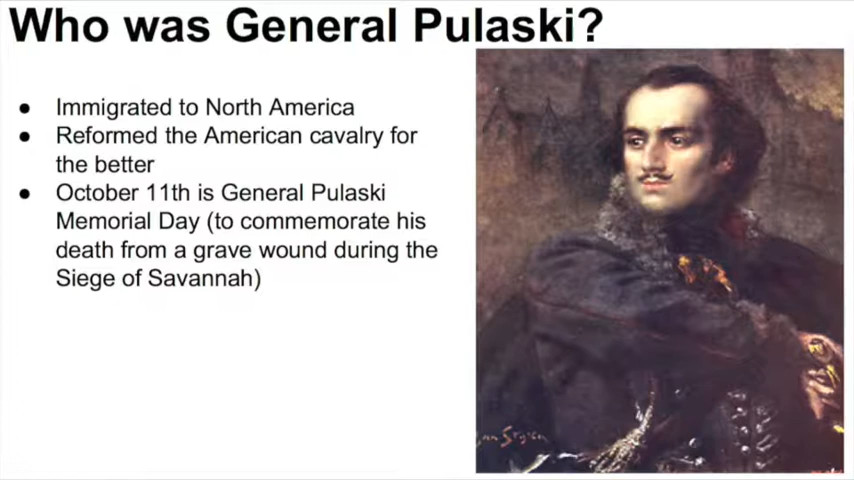 Who was General Pulaski?
● Immigrated to North America
● Reformed the American cavalry for
the better
● October 11th is General Pulaski
Memorial Day (to commemorate his
death from a grave wound during the
Siege of Savannah)